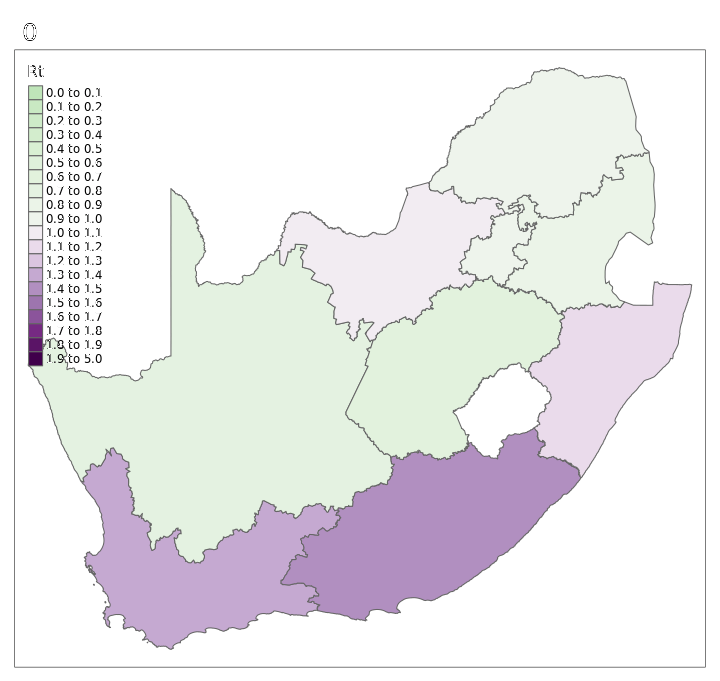 0
Rt
0.0 to 0.1
0.1 to 0.2
0.2 to 0.3
0.3 to 0.4
0.4 to 0.5
0.5 to 0.6
0.6 to 0.7
0.7 to 0.8
0.8 to 0.9
0.9 to 1.0
1.0 to 1.1
1.1 to 1.2
1.2 to 1.3
1.3 to 1.4
1.4 to 1.5
1.5 to 1.6
1.6 to 1.7
1.7 to 1.8
1.8 to 1.9
1.9 to 5.0